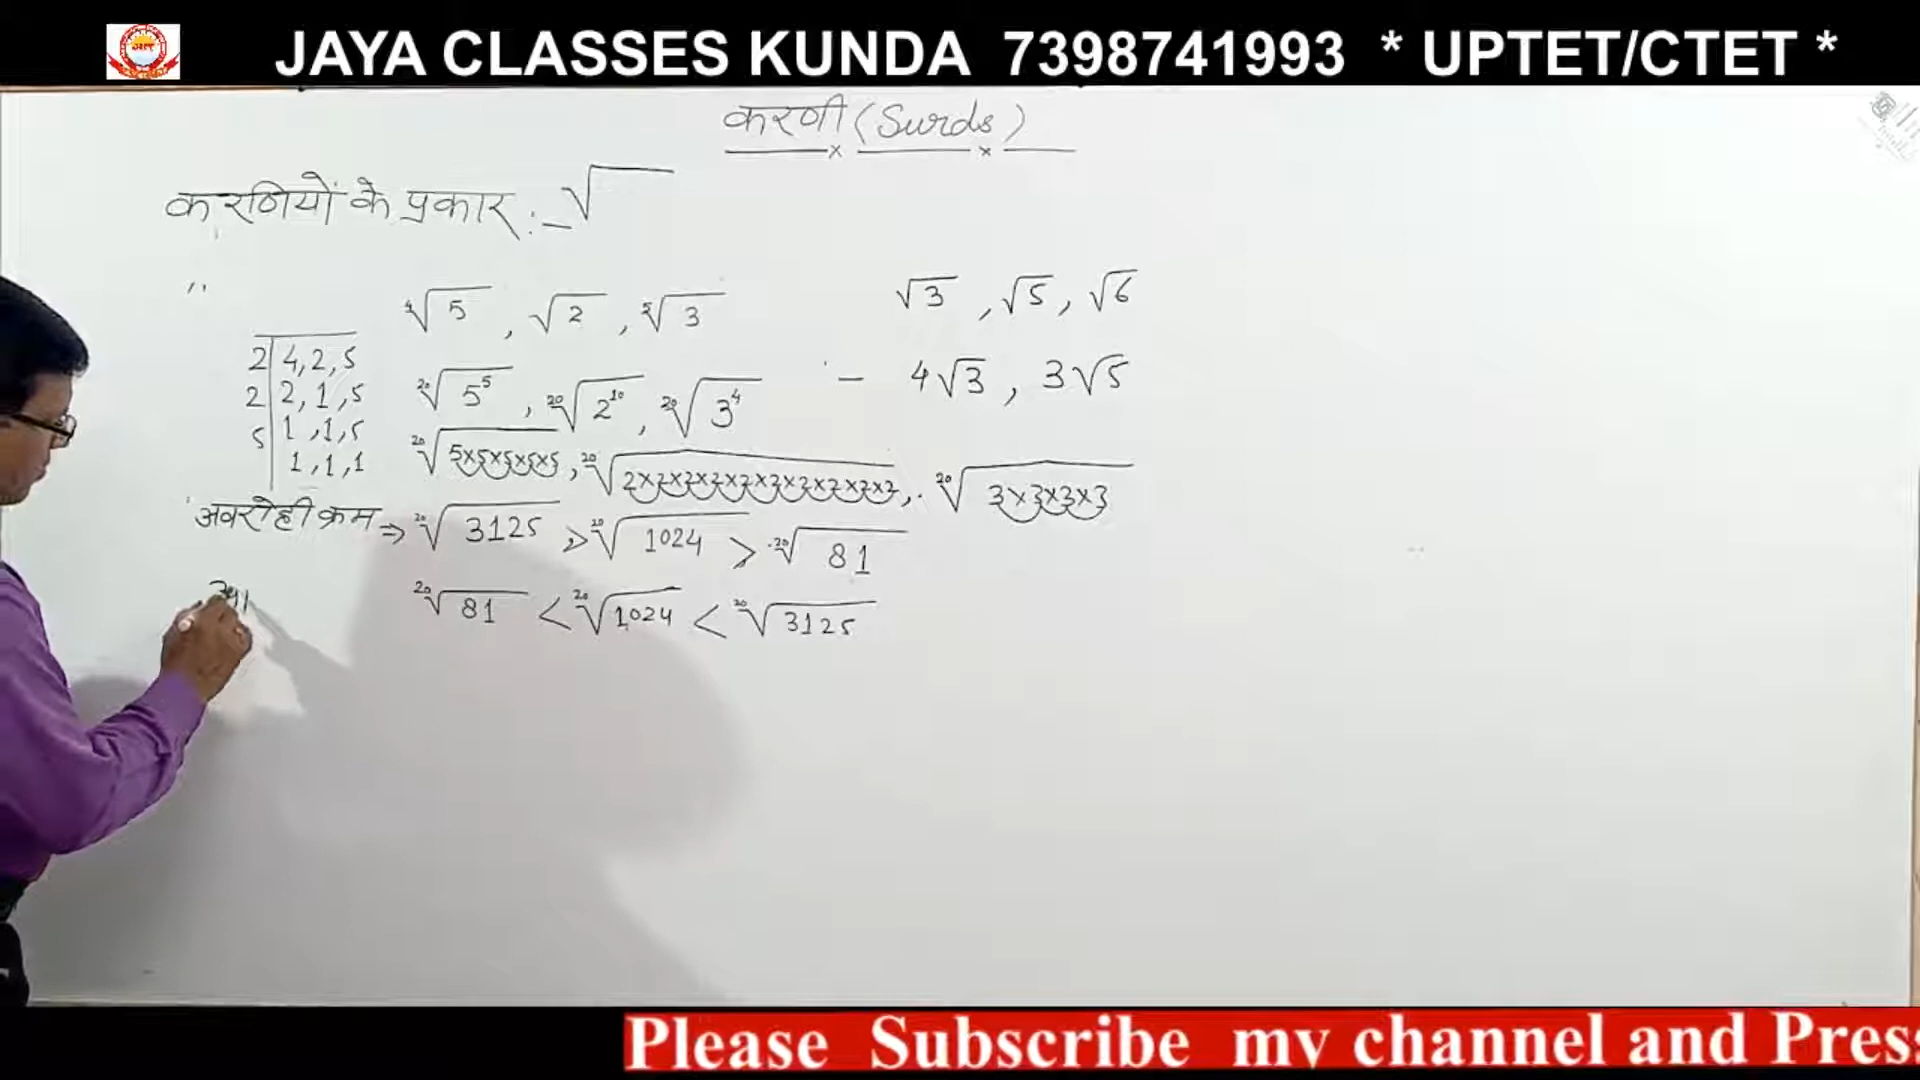 JAYA CLASSES KUNDA 7398741993 * UPTET/CTET *
करणी (Surds)
करणियों के प्रकार :- √
⁴√5 , √2 , ⁵√3
√3 , √5 , √6
2 | 4, 2, 5
2 | 2, 1, 5
5 | 1, 1, 5
1, 1, 1
²⁰√5⁵ , ²⁰√2¹⁰ , ²⁰√3⁴
- 4√3 , 3√5
²⁰√5×5×5×5×5 , ²⁰√2×2×2×2×2×2×2×2×2×2 , ²⁰√3×3×3×3
अवरोही क्रम ⇒ ²⁰√3125 > ²⁰√1024 > ²⁰√81
²⁰√81 < ²⁰√1024 < ²⁰√3125
Please Subscribe my channel and Press